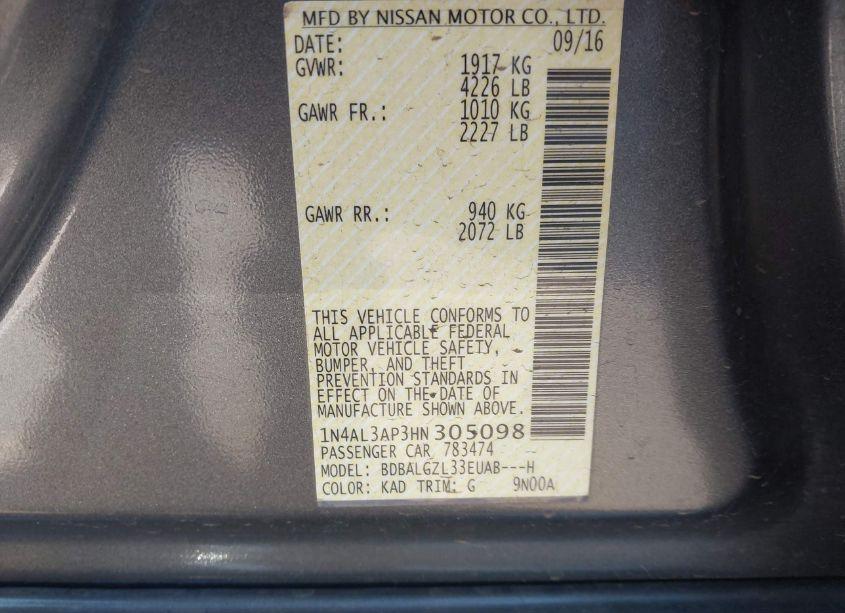 MFD BY NISSAN MOTOR CO., LTD.
DATE: 09/16
GVWR: 1917 KG
4226 LB
GAWR FR.: 1010 KG
2227 LB
GAWR RR.: 940 KG
2072 LB
THIS VEHICLE CONFORMS TO
ALL APPLICABLE FEDERAL
MOTOR VEHICLE SAFETY,
BUMPER, AND THEFT
PREVENTION STANDARDS IN
EFFECT ON THE DATE OF
MANUFACTURE SHOWN ABOVE.
1N4AL3AP3HN305098
PASSENGER CAR 783474
MODEL: BDBALGZL33EUAB---H
COLOR: KAD TRIM: G 9N00A